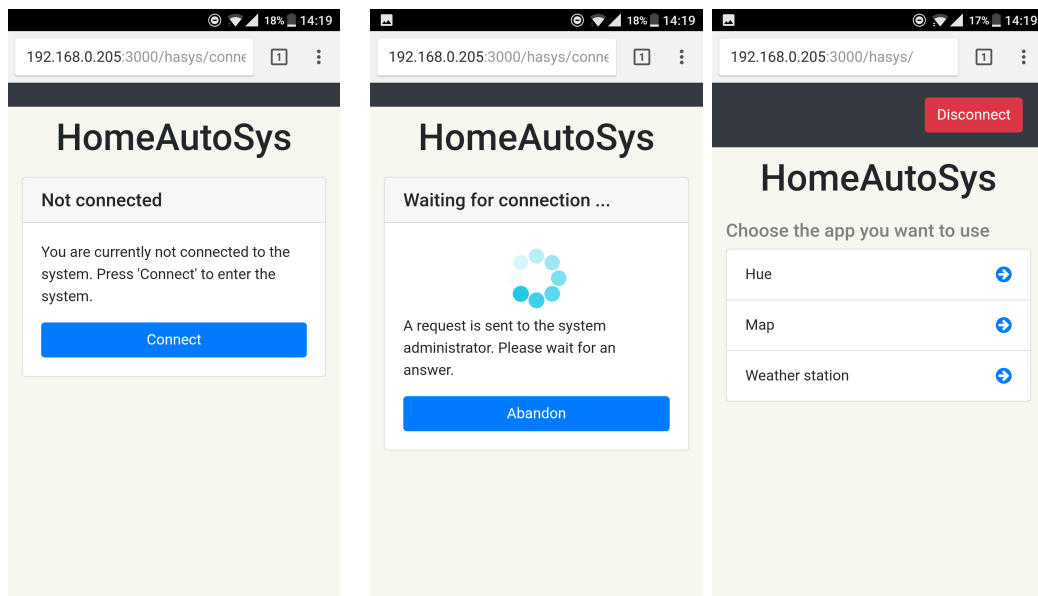 18% 14:19
192.168.0.205:3000/hasys/conne
1
HomeAutoSys
Not connected
You are currently not connected to the
system. Press 'Connect' to enter the
system.
Connect
18% 14:19
192.168.0.205:3000/hasys/conne
1
HomeAutoSys
Waiting for connection ...
A request is sent to the system
administrator. Please wait for an
answer.
Abandon
17% 14:19
192.168.0.205:3000/hasys/
1
Disconnect
HomeAutoSys
Choose the app you want to use
Hue
Map
Weather station